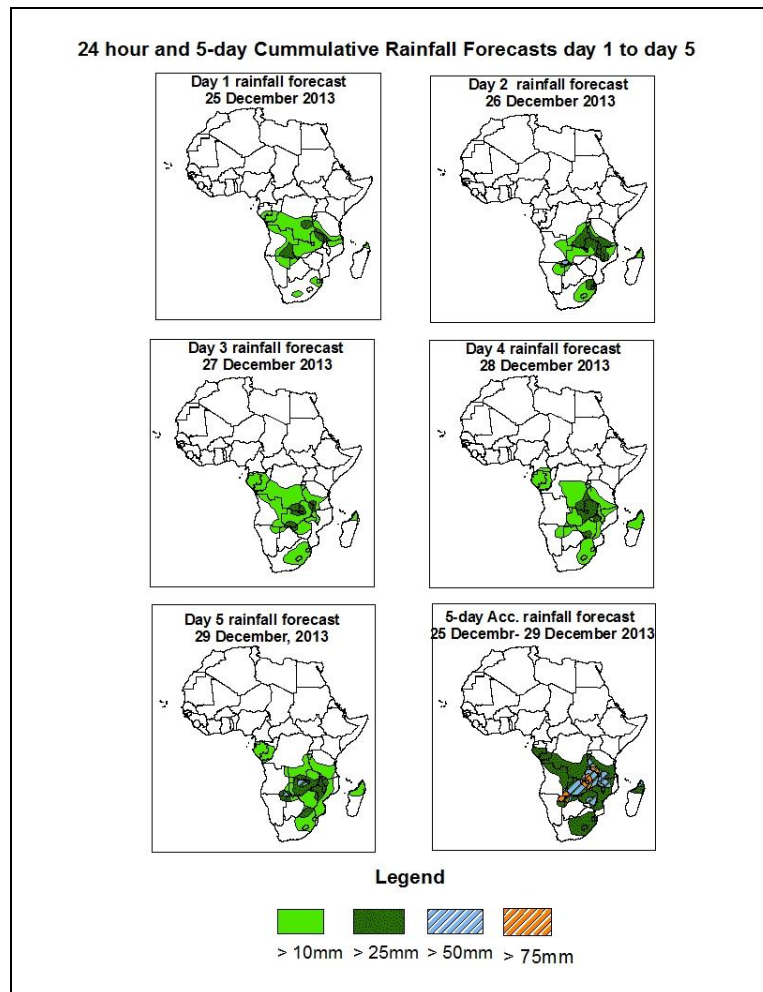 24 hour and 5-day Cummulative Rainfall Forecasts day 1 to day 5
Day 1 rainfall forecast
25 December 2013
Day 2 rainfall forecast
26 December 2013
Day 3 rainfall forecast
27 December 2013
Day 4 rainfall forecast
28 December 2013
Day 5 rainfall forecast
29 December, 2013
5-day Acc. rainfall forecast
25 Decembr- 29 December 2013
Legend
> 10mm > 25mm > 50mm > 75mm